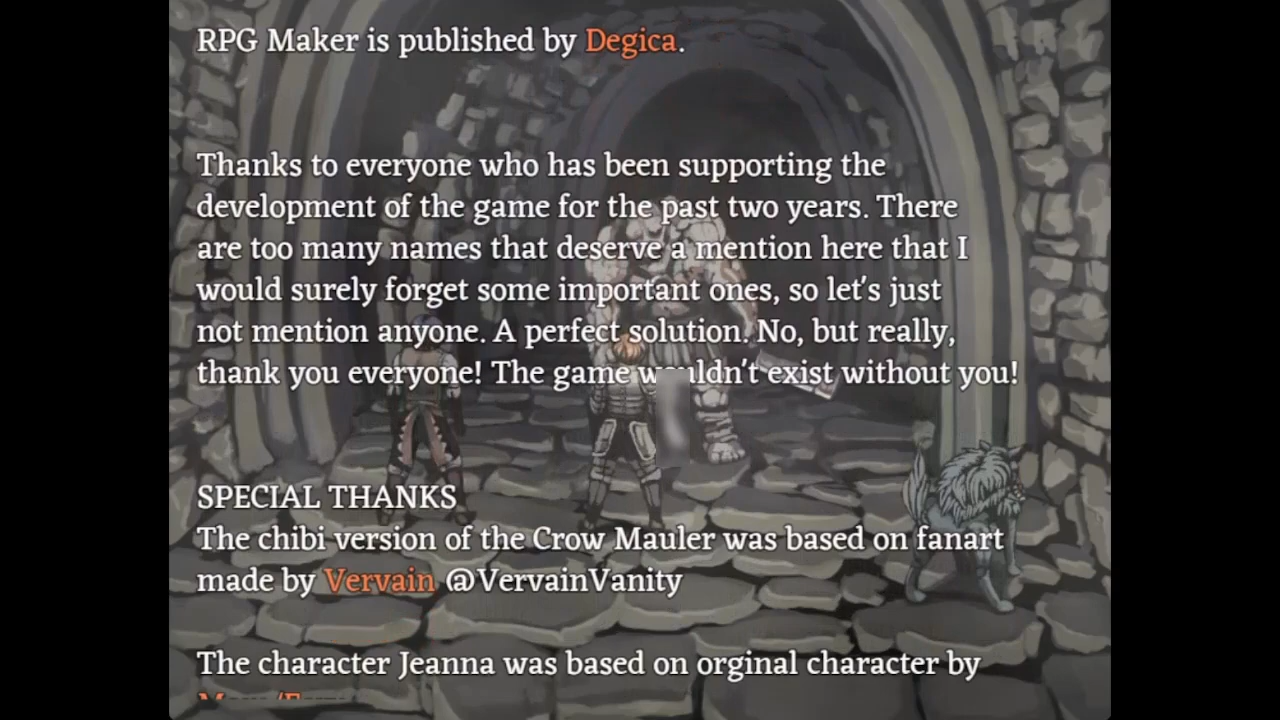 RPG Maker is published by Degica.
Thanks to everyone who has been supporting the
development of the game for the past two years. There
are too many names that deserve a mention here that I
would surely forget some important ones, so let's just
not mention anyone. A perfect solution. No, but really,
thank you everyone! The game wouldn't exist without you!
SPECIAL THANKS
The chibi version of the Crow Mauler was based on fanart
made by Vervain @VervainVanity
The character Jeanna was based on orginal character by